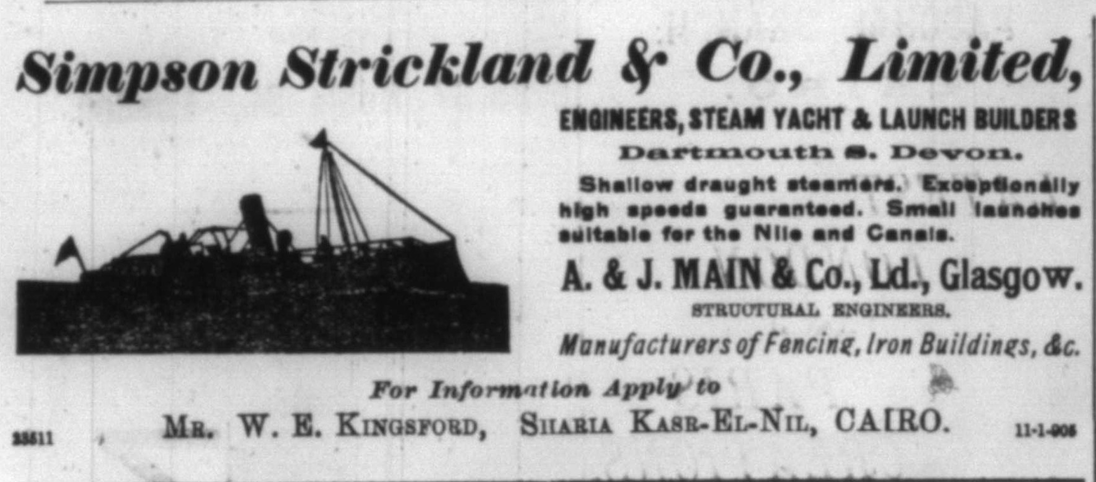 Simpson Strickland & Co., Limited,
ENGINEERS, STEAM YACHT & LAUNCH BUILDERS
Dartmouth S. Devon.
Shallow draught steamers. Exceptionally
high speeds guaranteed. Small launches
suitable for the Nile and Canals.
A. & J. MAIN & Co., Ld., Glasgow.
STRUCTURAL ENGINEERS.
Manufacturers of Fencing, Iron Buildings, &c.
For Information Apply to
MR. W. E. KINGSFORD, SHARIA KASR-EL-NIL, CAIRO.
11-1-905